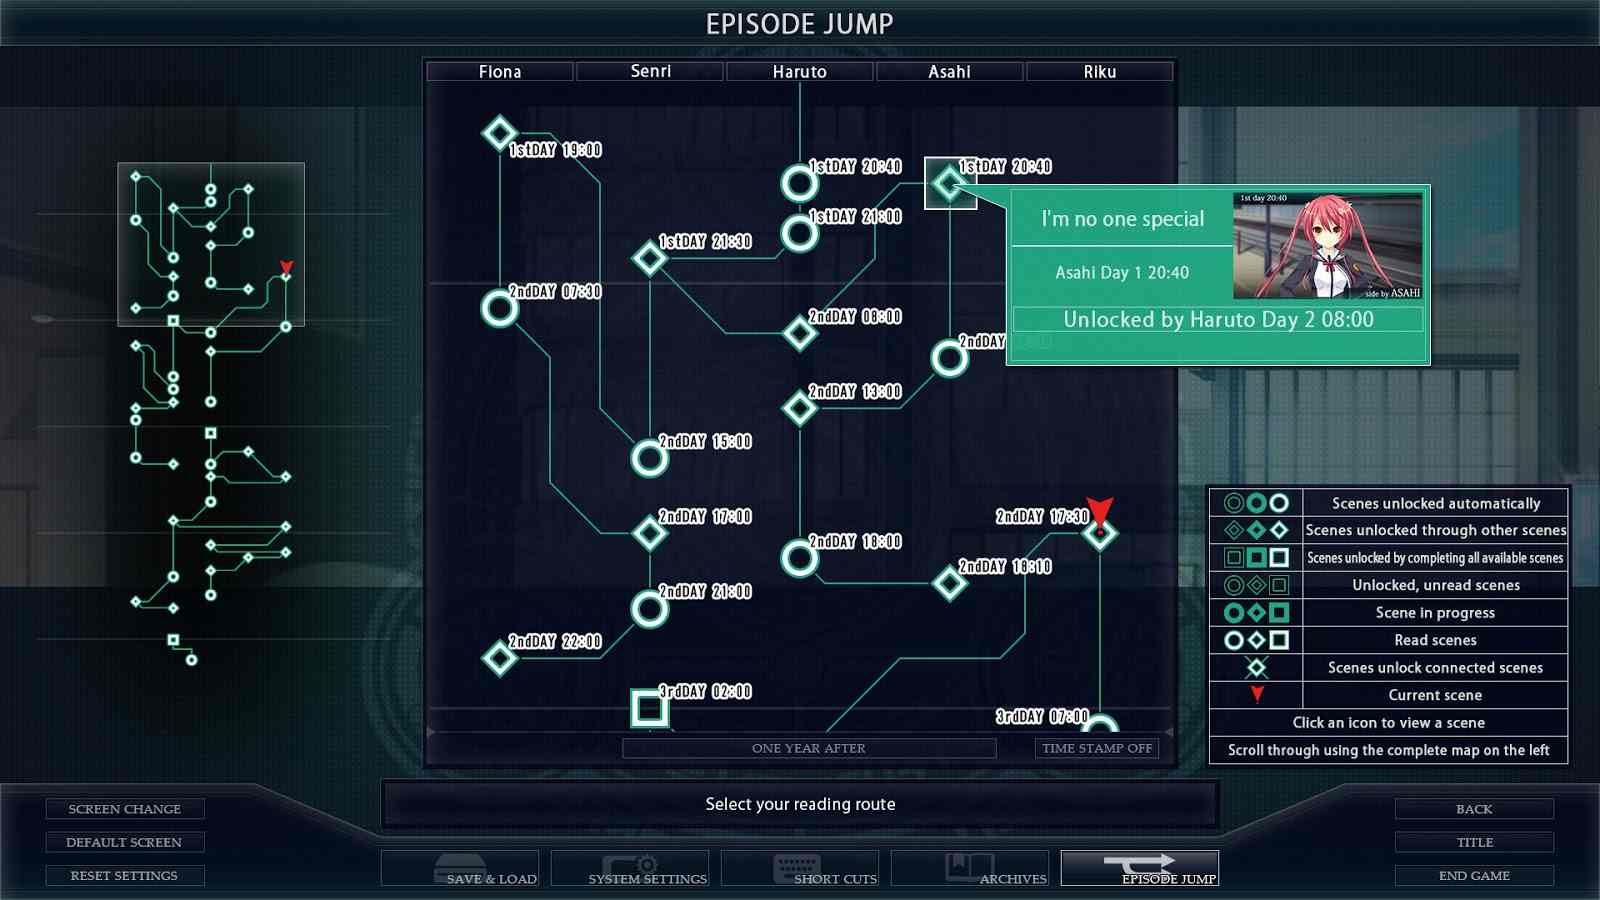 EPISODE JUMP
Fiona
Senri
Haruto
Asahi
Riku
1stDAY 19:00
1stDAY 20:40
1stDAY 20:40
1stDAY 21:00
1stDAY 21:30
2ndDAY 07:30
2ndDAY 08:00
2ndDAY
2ndDAY 13:00
2ndDAY 15:00
2ndDAY 17:00
2ndDAY 17:30
2ndDAY 18:00
2ndDAY 18:10
2ndDAY 21:00
2ndDAY 22:00
3rdDAY 02:00
3rdDAY 07:00
I'm no one special
Asahi Day 1 20:40
1st day 20:40
side by ASAHI
Unlocked by Haruto Day 2 08:00
Scenes unlocked automatically
Scenes unlocked through other scenes
Scenes unlocked by completing all available scenes
Unlocked, unread scenes
Scene in progress
Read scenes
Scenes unlock connected scenes
Current scene
Click an icon to view a scene
Scroll through using the complete map on the left
ONE YEAR AFTER
TIME STAMP OFF
Select your reading route
SCREEN CHANGE
DEFAULT SCREEN
RESET SETTINGS
SAVE & LOAD
SYSTEM SETTINGS
SHORT CUTS
ARCHIVES
EPISODE JUMP
BACK
TITLE
END GAME